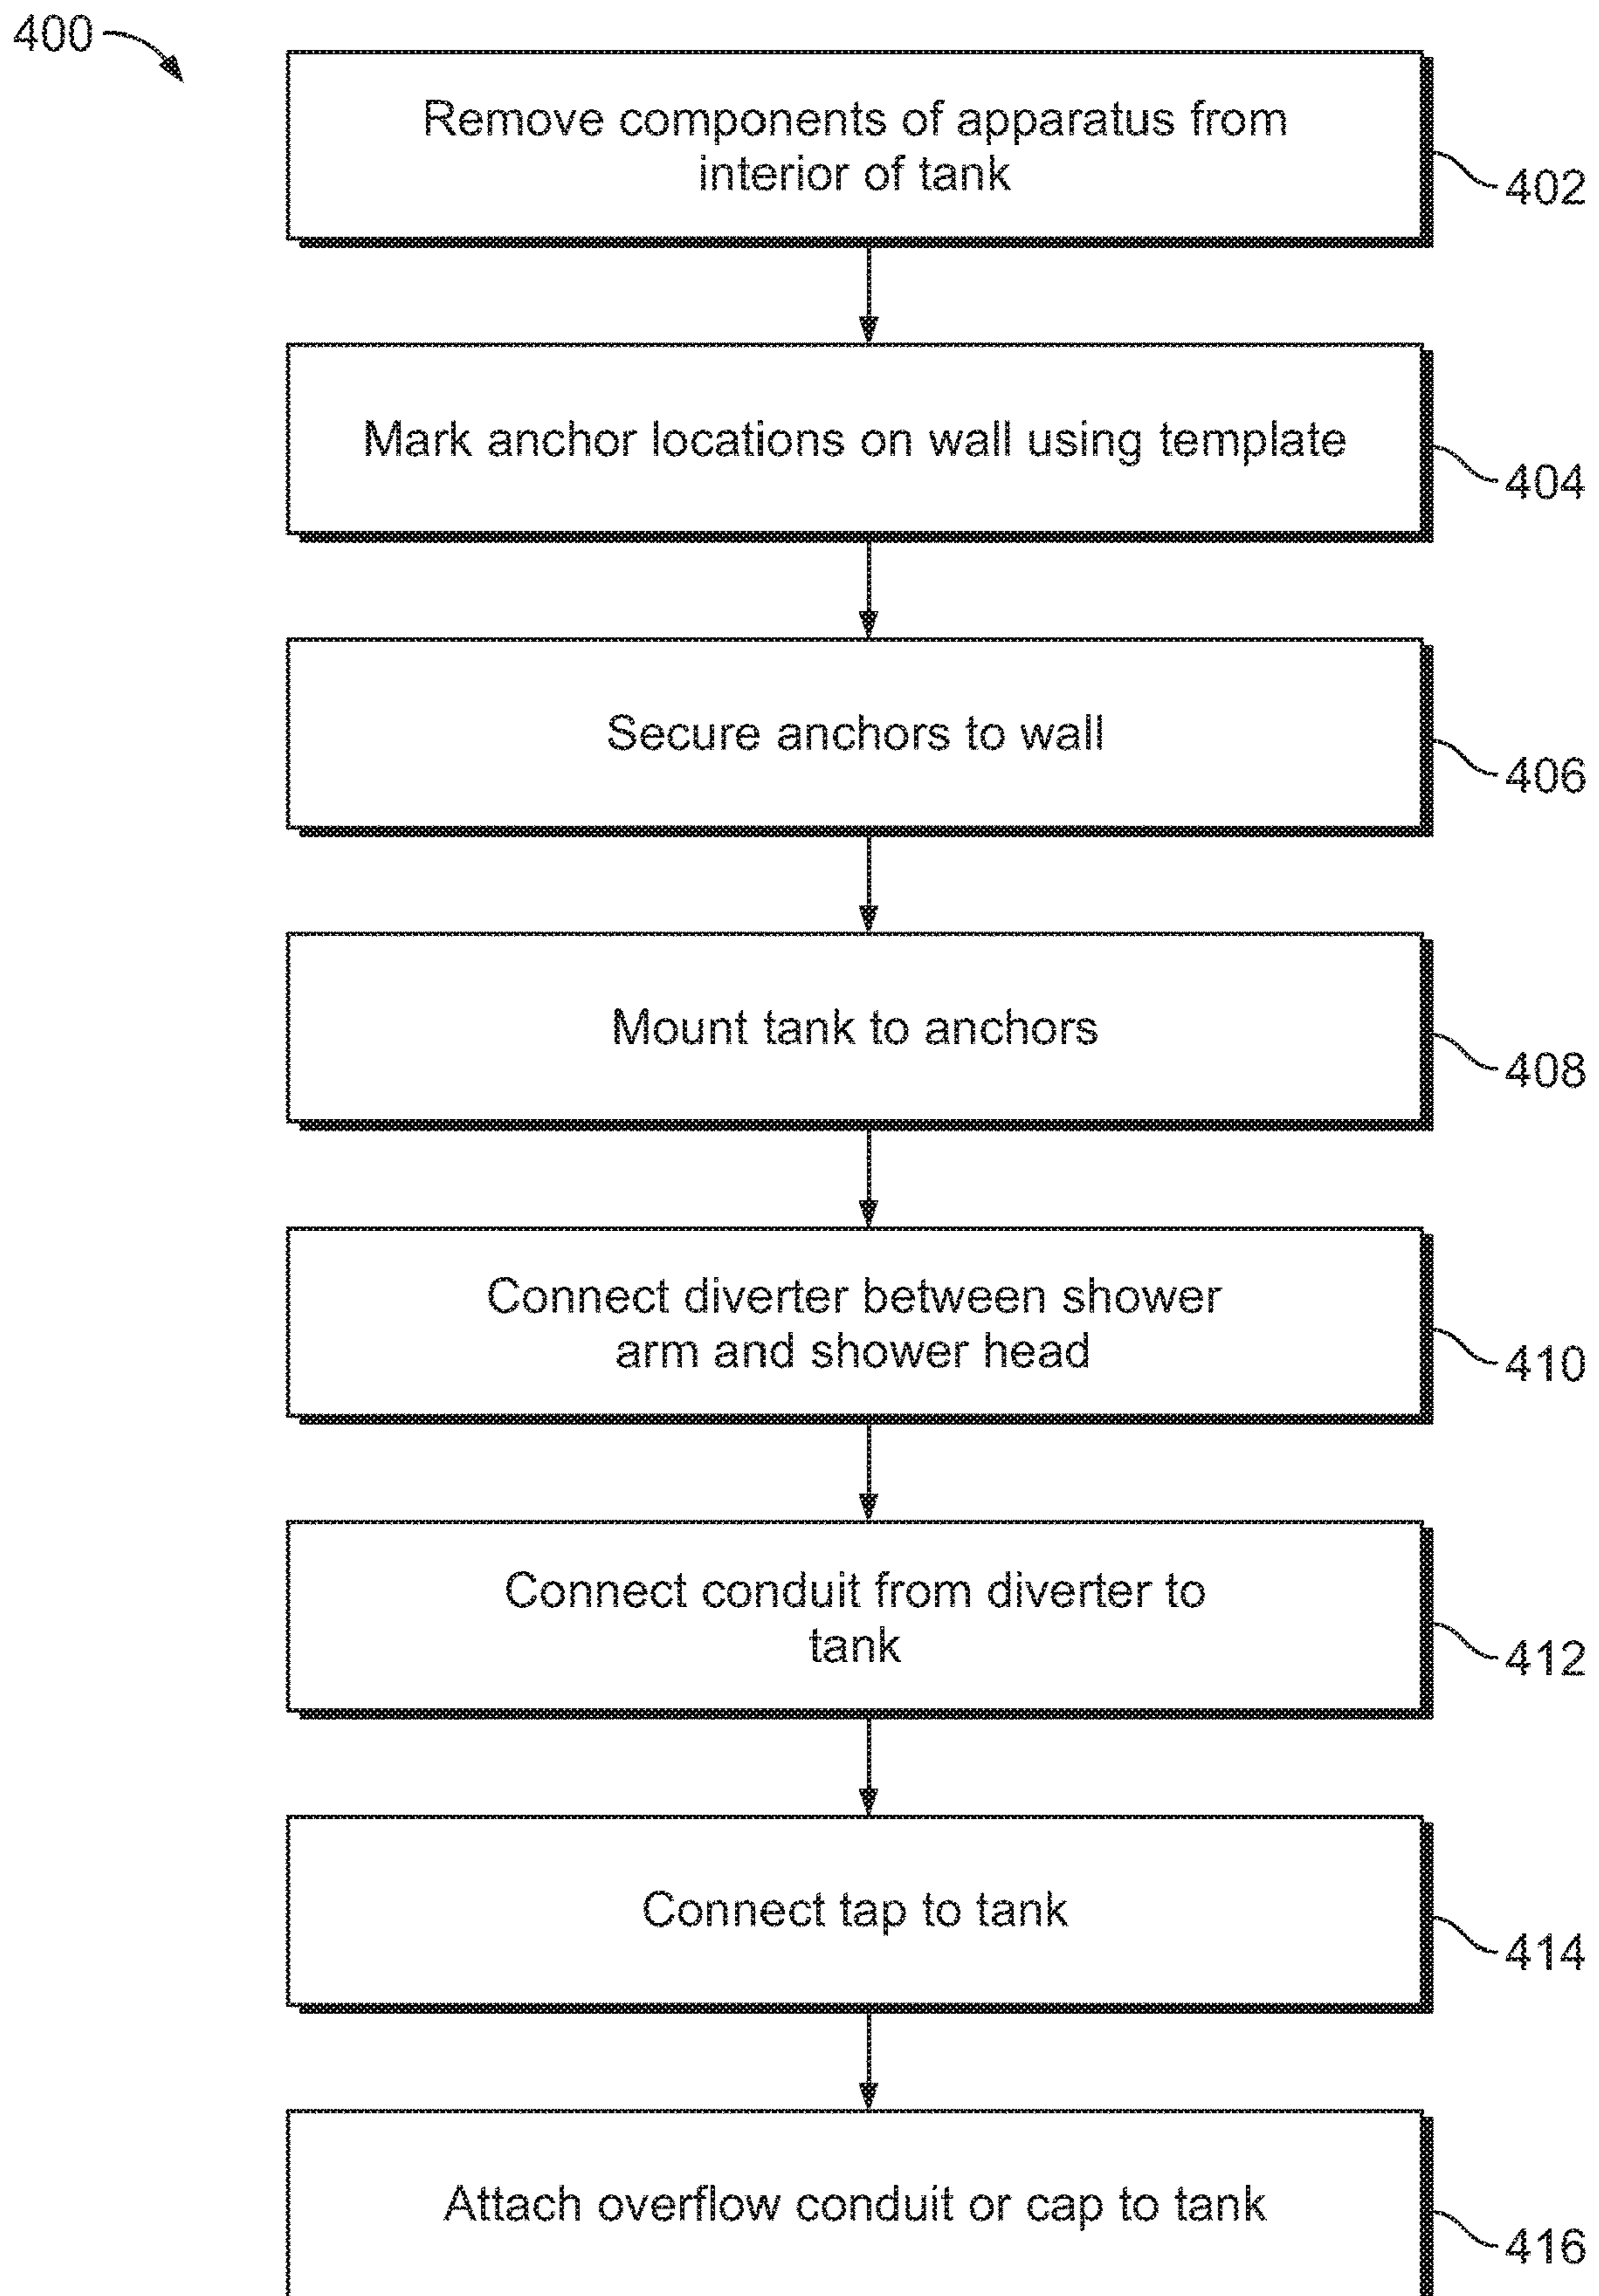 400
Remove components of apparatus from
interior of tank
402
Mark anchor locations on wall using template
404
Secure anchors to wall
406
Mount tank to anchors
408
Connect diverter between shower
arm and shower head
410
Connect conduit from diverter to
tank
412
Connect tap to tank
414
Attach overflow conduit or cap to tank
416